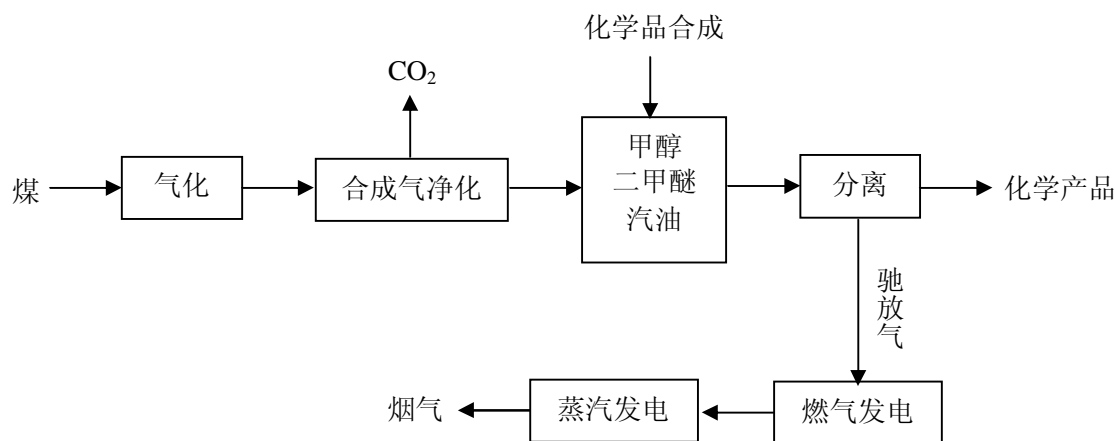 化学品合成
CO₂
甲醇
二甲醚
汽油
煤
气化
合成气净化
分离
化学产品
驰放气
烟气
蒸汽发电
燃气发电